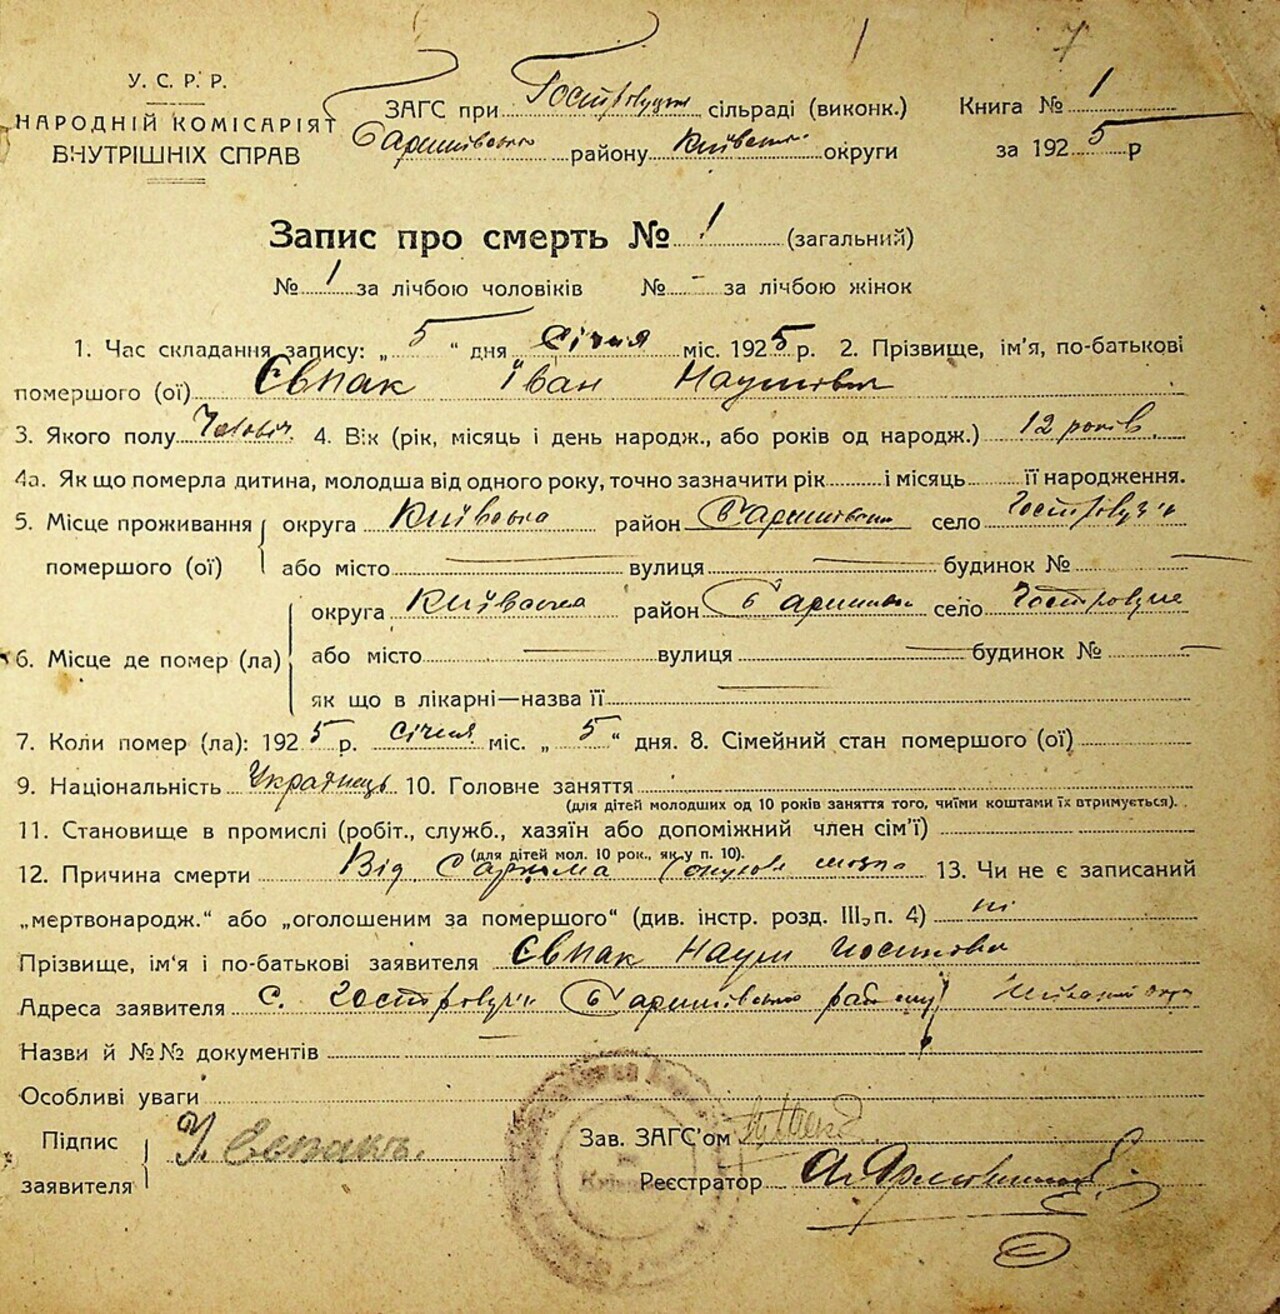 7
У. С. Р. Р.
НАРОДНІЙ КОМІСАРІЯТ
ВНУТРІШНІХ СПРАВ
ЗАГС при сільраді (виконк.)
Баришівського району Київської округи
Книга № 1
за 1925 р
Запис про смерть № 1 (загальний)
№ 1 за лічбою чоловіків № - за лічбою жінок
1. Час складання запису: „5“ дня Січня міс. 1925 р. 2. Прізвище, ім'я, по-батькові
помершого (ої) Євпак Іван Наумович
3. Якого полу Чоловіч. 4. Вік (рік, місяць і день народж., або років од народж.) 12 років
4а. Як що померла дитина, молодша від одного року, точно зазначити рік і місяць її народження.
5. Місце проживання помершого (ої) округа Київська район село
або місто вулиця будинок №
6. Місце де помер (ла) округа Київська район село
або місто вулиця будинок №
як що в лікарні—назва її
7. Коли помер (ла): 1925 р. Січня міс. „5“ дня. 8. Сімейний стан помершого (ої)
9. Національність Українець 10. Головне заняття
(для дітей молодших од 10 років заняття того, чиїми коштами їх втримується).
11. Становище в промислі (робіт., служб., хазяїн або допоміжний член сім'ї)
(для дітей мол. 10 рок., як у п. 10).
12. Причина смерти Від 13. Чи не є записаний
„мертвонародж.“ або „оголошеним за помершого“ (див. інстр. розд. III, п. 4) ні
Прізвище, ім'я і по-батькові заявителя Євпак Наум
Адреса заявителя с. Баришівського району
Назви й №№ документів
Особливі уваги
Підпис заявителя Евпакъ
Зав. ЗАГС'ом
Реєстратор